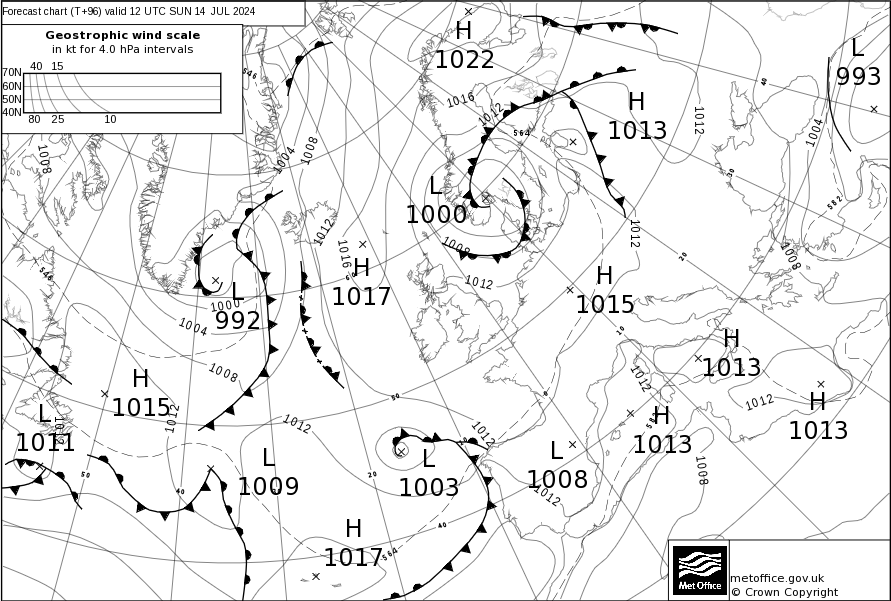 Forecast chart (T+96) valid 12 UTC SUN 14 JUL 2024
Geostrophic wind scale
in kt for 4.0 hPa intervals
40 15
70N
60N
50N
40N
80 25 10
H
1022
L
993
H
1013
L
1000
H
1017
L
992
H
1015
H
1013
H
1015
L
1011
H
1013
H
1013
L
1009
L
1003
L
1008
H
1017
1016
1012
564
1012
1004
1008
1004
1008
1008
546
546
40
30
582
1012
1016
1008
1012
1012
20
1008
1004
1008
10
1012
1012
1012
1012
1012
1012
1012
1008
50
0
20
50
40
40
564
metoffice.gov.uk
© Crown Copyright
Met Office